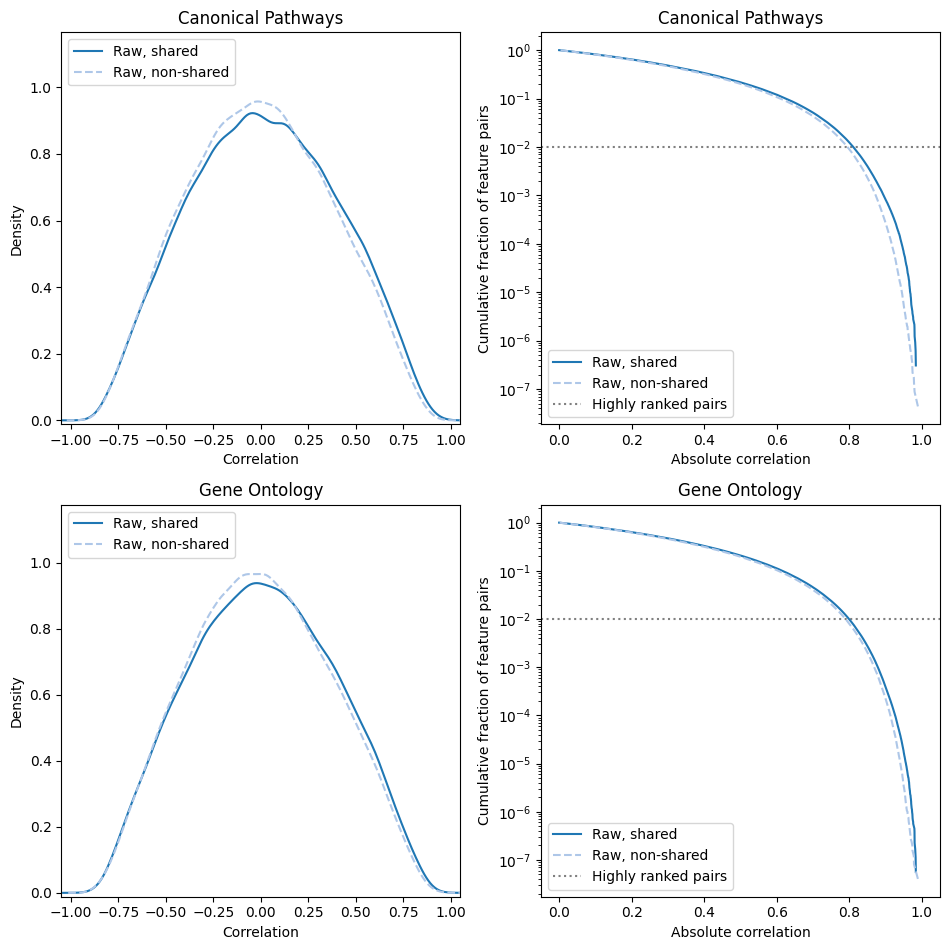 Canonical Pathways
Raw, shared
Raw, non-shared
1.0
0.8
0.6
0.4
0.2
0.0
Density
−1.00 −0.75 −0.50 −0.25 0.00 0.25 0.50 0.75 1.00
Correlation
Canonical Pathways
10⁰
10⁻¹
10⁻²
10⁻³
10⁻⁴
10⁻⁵
10⁻⁶
10⁻⁷
Cumulative fraction of feature pairs
Raw, shared
Raw, non-shared
Highly ranked pairs
0.0 0.2 0.4 0.6 0.8 1.0
Absolute correlation
Gene Ontology
Raw, shared
Raw, non-shared
1.0
0.8
0.6
0.4
0.2
0.0
Density
−1.00 −0.75 −0.50 −0.25 0.00 0.25 0.50 0.75 1.00
Correlation
Gene Ontology
10⁰
10⁻¹
10⁻²
10⁻³
10⁻⁴
10⁻⁵
10⁻⁶
10⁻⁷
Cumulative fraction of feature pairs
Raw, shared
Raw, non-shared
Highly ranked pairs
0.0 0.2 0.4 0.6 0.8 1.0
Absolute correlation